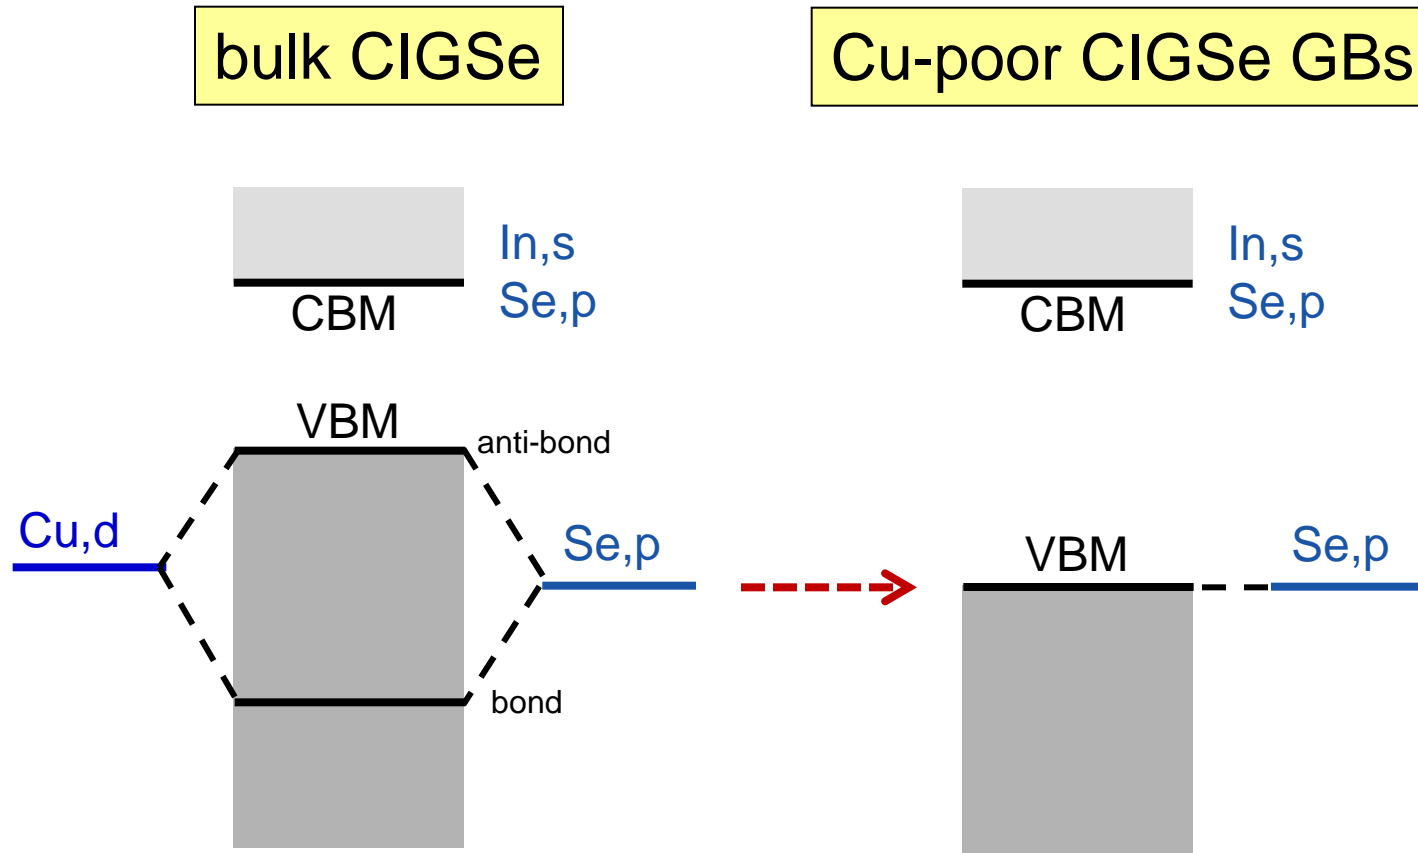 bulk CIGSe
Cu-poor CIGSe GBs
In,s
Se,p
CBM
In,s
Se,p
CBM
VBM
anti-bond
Cu,d
Se,p
bond
VBM
Se,p